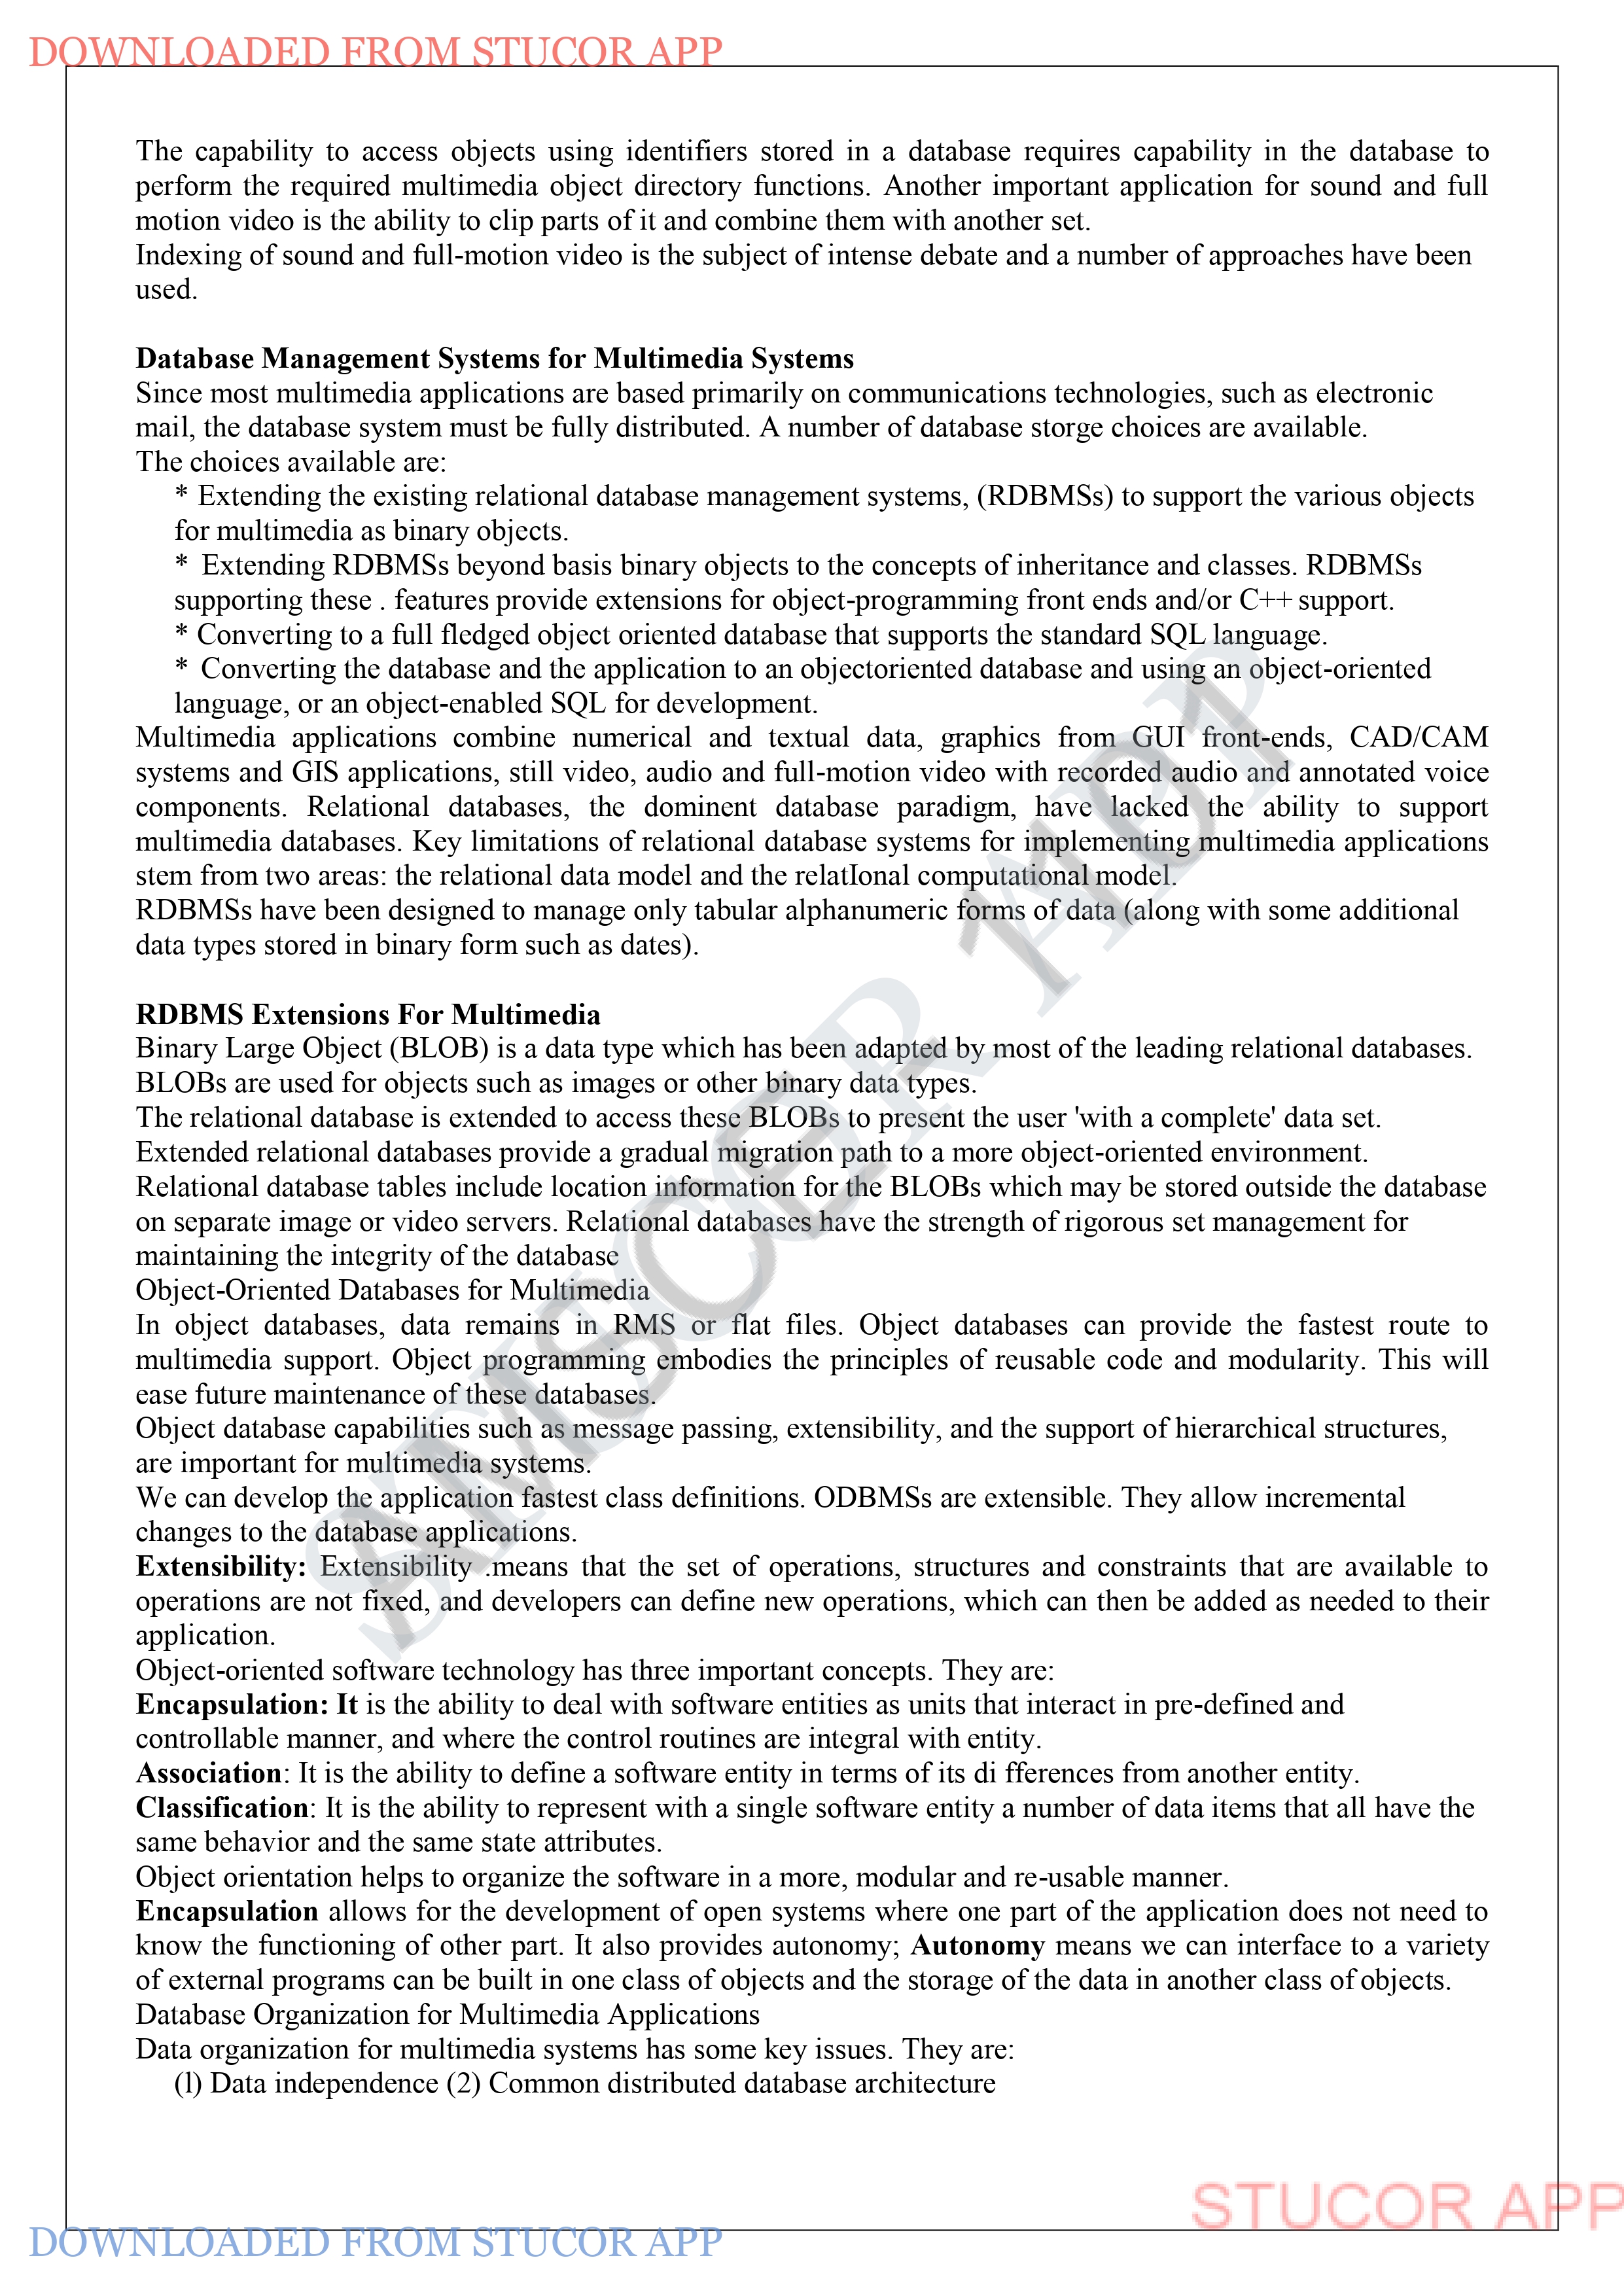 DOWNLOADED FROM STUCOR APP
The capability to access objects using identifiers stored in a database requires capability in the database to
perform the required multimedia object directory functions. Another important application for sound and full
motion video is the ability to clip parts of it and combine them with another set.
Indexing of sound and full-motion video is the subject of intense debate and a number of approaches have been
used.
Database Management Systems for Multimedia Systems
Since most multimedia applications are based primarily on communications technologies, such as electronic
mail, the database system must be fully distributed. A number of database storge choices are available.
The choices available are:
* Extending the existing relational database management systems, (RDBMSs) to support the various objects
for multimedia as binary objects.
* Extending RDBMSs beyond basis binary objects to the concepts of inheritance and classes. RDBMSs
supporting these . features provide extensions for object-programming front ends and/or C++ support.
* Converting to a full fledged object oriented database that supports the standard SQL language.
* Converting the database and the application to an objectoriented database and using an object-oriented
language, or an object-enabled SQL for development.
Multimedia applications combine numerical and textual data, graphics from GUI front-ends, CAD/CAM
systems and GIS applications, still video, audio and full-motion video with recorded audio and annotated voice
components. Relational databases, the dominent database paradigm, have lacked the ability to support
multimedia databases. Key limitations of relational database systems for implementing multimedia applications
stem from two areas: the relational data model and the relatIonal computational model.
RDBMSs have been designed to manage only tabular alphanumeric forms of data (along with some additional
data types stored in binary form such as dates).
RDBMS Extensions For Multimedia
Binary Large Object (BLOB) is a data type which has been adapted by most of the leading relational databases.
BLOBs are used for objects such as images or other binary data types.
The relational database is extended to access these BLOBs to present the user 'with a complete' data set.
Extended relational databases provide a gradual migration path to a more object-oriented environment.
Relational database tables include location information for the BLOBs which may be stored outside the database
on separate image or video servers. Relational databases have the strength of rigorous set management for
maintaining the integrity of the database
Object-Oriented Databases for Multimedia
In object databases, data remains in RMS or flat files. Object databases can provide the fastest route to
multimedia support. Object programming embodies the principles of reusable code and modularity. This will
ease future maintenance of these databases.
Object database capabilities such as message passing, extensibility, and the support of hierarchical structures,
are important for multimedia systems.
We can develop the application fastest class definitions. ODBMSs are extensible. They allow incremental
changes to the database applications.
Extensibility: Extensibility .means that the set of operations, structures and constraints that are available to
operations are not fixed, and developers can define new operations, which can then be added as needed to their
application.
Object-oriented software technology has three important concepts. They are:
Encapsulation: It is the ability to deal with software entities as units that interact in pre-defined and
controllable manner, and where the control routines are integral with entity.
Association: It is the ability to define a software entity in terms of its di fferences from another entity.
Classification: It is the ability to represent with a single software entity a number of data items that all have the
same behavior and the same state attributes.
Object orientation helps to organize the software in a more, modular and re-usable manner.
Encapsulation allows for the development of open systems where one part of the application does not need to
know the functioning of other part. It also provides autonomy; Autonomy means we can interface to a variety
of external programs can be built in one class of objects and the storage of the data in another class of objects.
Database Organization for Multimedia Applications
Data organization for multimedia systems has some key issues. They are:
(l) Data independence (2) Common distributed database architecture
STUCOR APP
DOWNLOADED FROM STUCOR APP